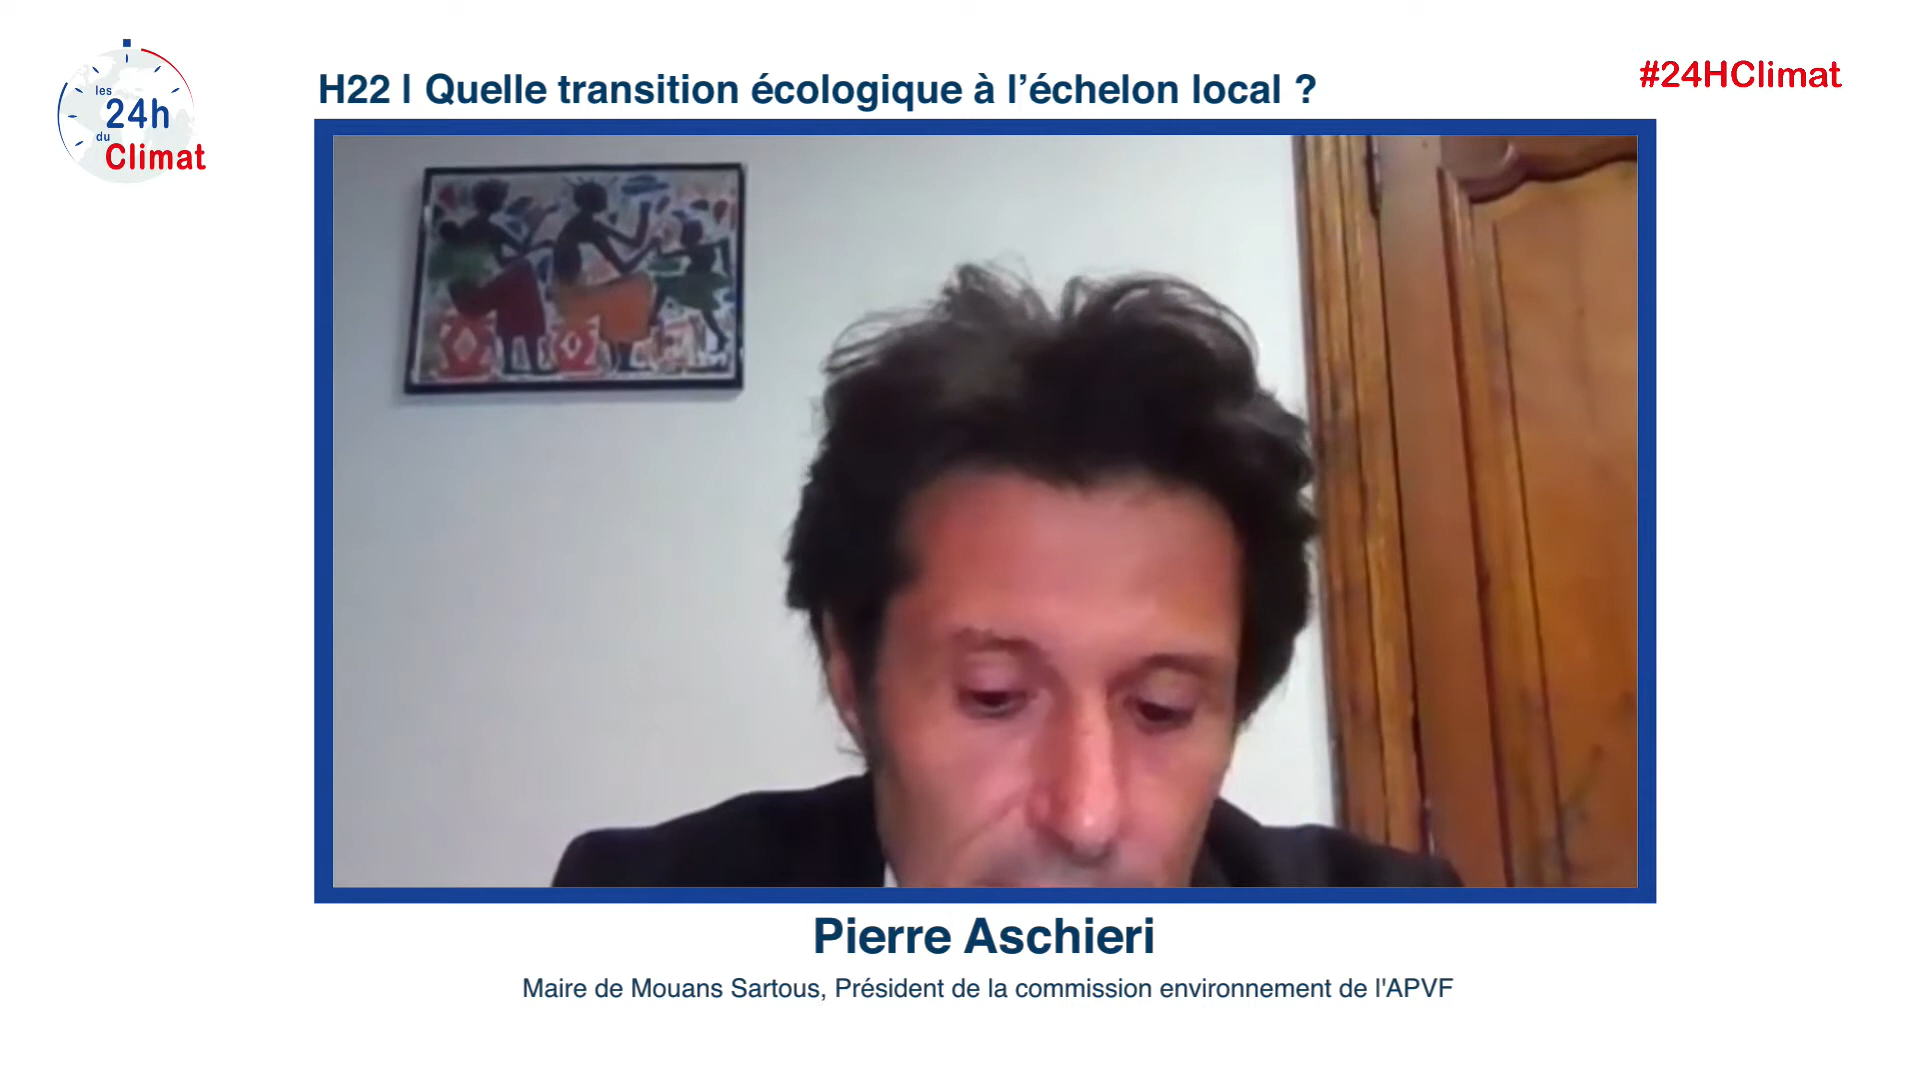 les
24h
du
Climat
H22 | Quelle transition écologique à l'échelon local ?
#24HClimat
Pierre Aschieri
Maire de Mouans Sartous, Président de la commission environnement de l'APVF